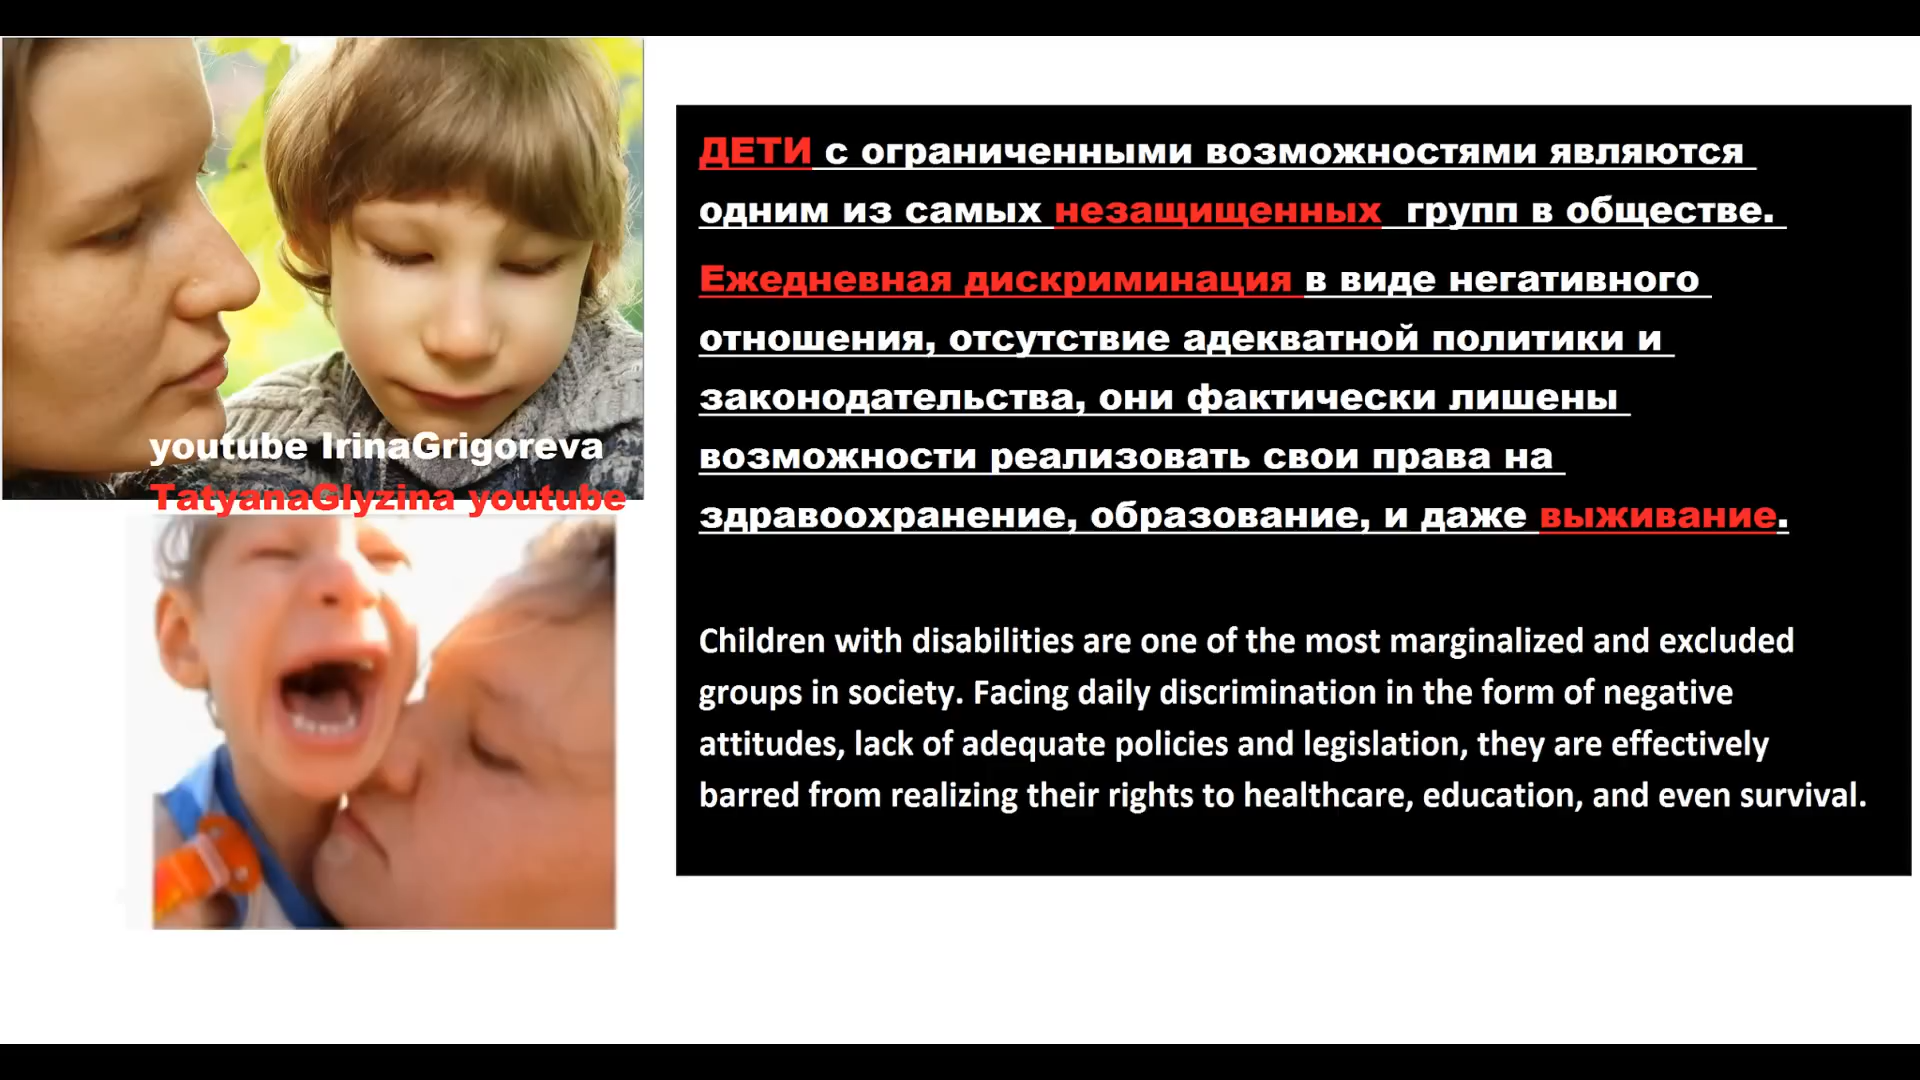 youtube IrinaGrigoreva
TatyanaGlyzina youtube
ДЕТИ с ограниченными возможностями являются
одним из самых незащищенных групп в обществе.
Ежедневная дискриминация в виде негативного
отношения, отсутствие адекватной политики и
законодательства, они фактически лишены
возможности реализовать свои права на
здравоохранение, образование, и даже выживание.
Children with disabilities are one of the most marginalized and excluded
groups in society. Facing daily discrimination in the form of negative
attitudes, lack of adequate policies and legislation, they are effectively
barred from realizing their rights to healthcare, education, and even survival.